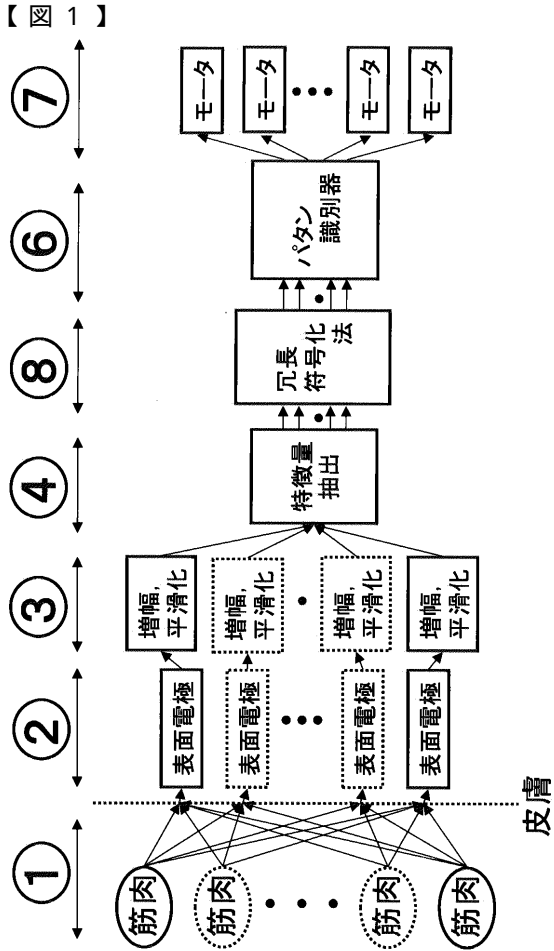 【図1】
①
②
③
④
⑧
⑥
⑦
筋肉
筋肉
筋肉
筋肉
皮膚
表面電極
表面電極
表面電極
表面電極
増幅,
平滑化
増幅,
平滑化
増幅,
平滑化
増幅,
平滑化
特徴量
抽出
冗長
符号化
法
パタン
識別器
モータ
モータ
モータ
モータ